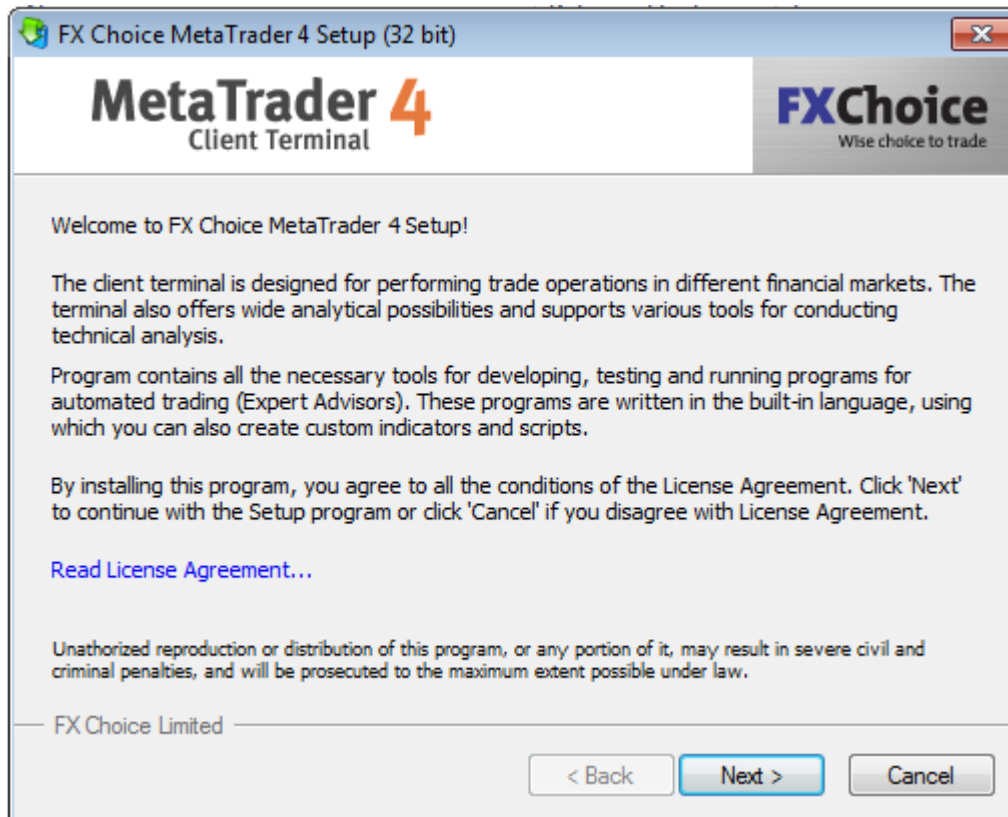 FX Choice MetaTrader 4 Setup (32 bit)
MetaTrader 4
Client Terminal
FXChoice
Wise choice to trade
Welcome to FX Choice MetaTrader 4 Setup!
The client terminal is designed for performing trade operations in different financial markets. The
terminal also offers wide analytical possibilities and supports various tools for conducting
technical analysis.
Program contains all the necessary tools for developing, testing and running programs for
automated trading (Expert Advisors). These programs are written in the built-in language, using
which you can also create custom indicators and scripts.
By installing this program, you agree to all the conditions of the License Agreement. Click 'Next'
to continue with the Setup program or click 'Cancel' if you disagree with License Agreement.
Read License Agreement...
Unathorized reproduction or distribution of this program, or any portion of it, may result in severe civil and
criminal penalties, and will be prosecuted to the maximum extent possible under law.
FX Choice Limited
< Back
Next >
Cancel